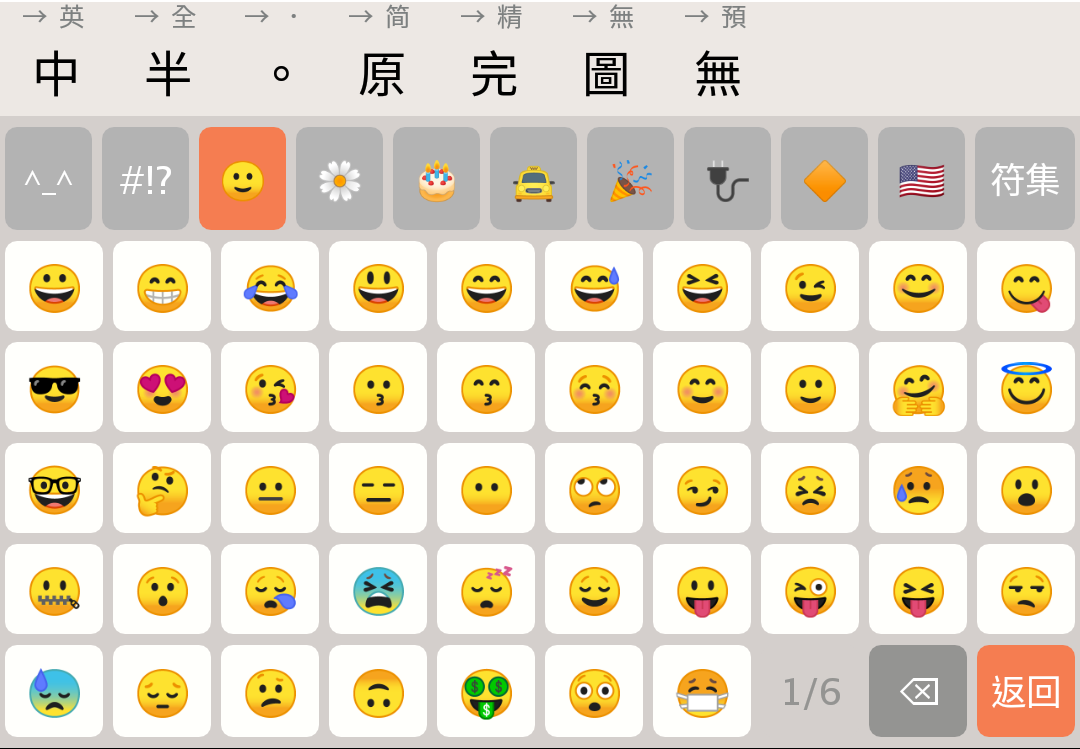 → 英 → 全 → · → 简 → 精 → 無 → 預
中 半 。 原 完 圖 無
^_^ #!? 符集
1/6 返回